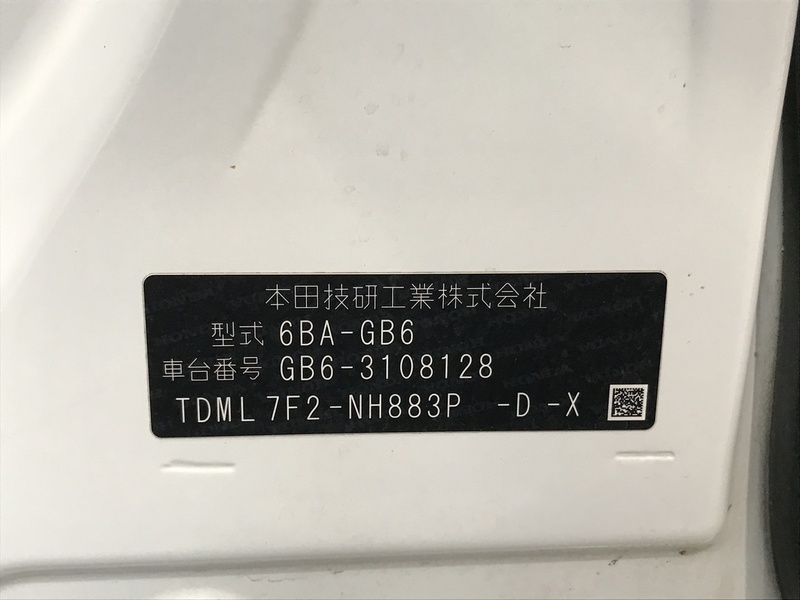 本田技研工業株式会社
型式 6BA-GB6
車台番号 GB6-3108128
TDML 7F2-NH883P -D -X